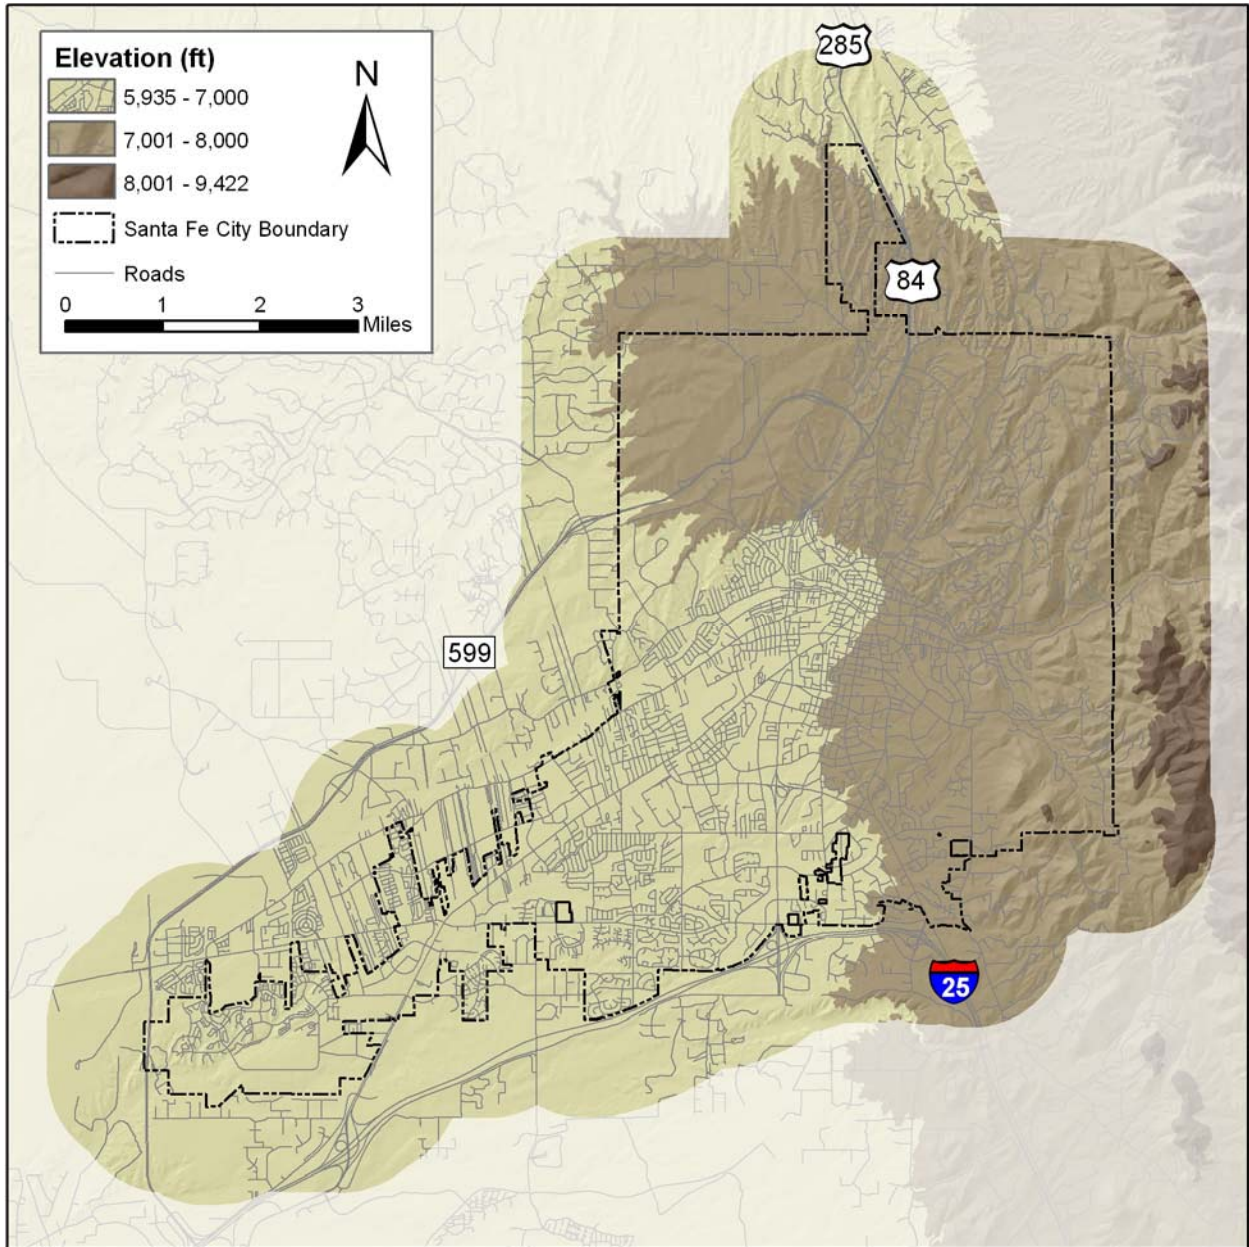 Elevation (ft)
5,935 - 7,000
7,001 - 8,000
8,001 - 9,422
Santa Fe City Boundary
Roads
0 1 2 3 Miles
N
285
84
599
25